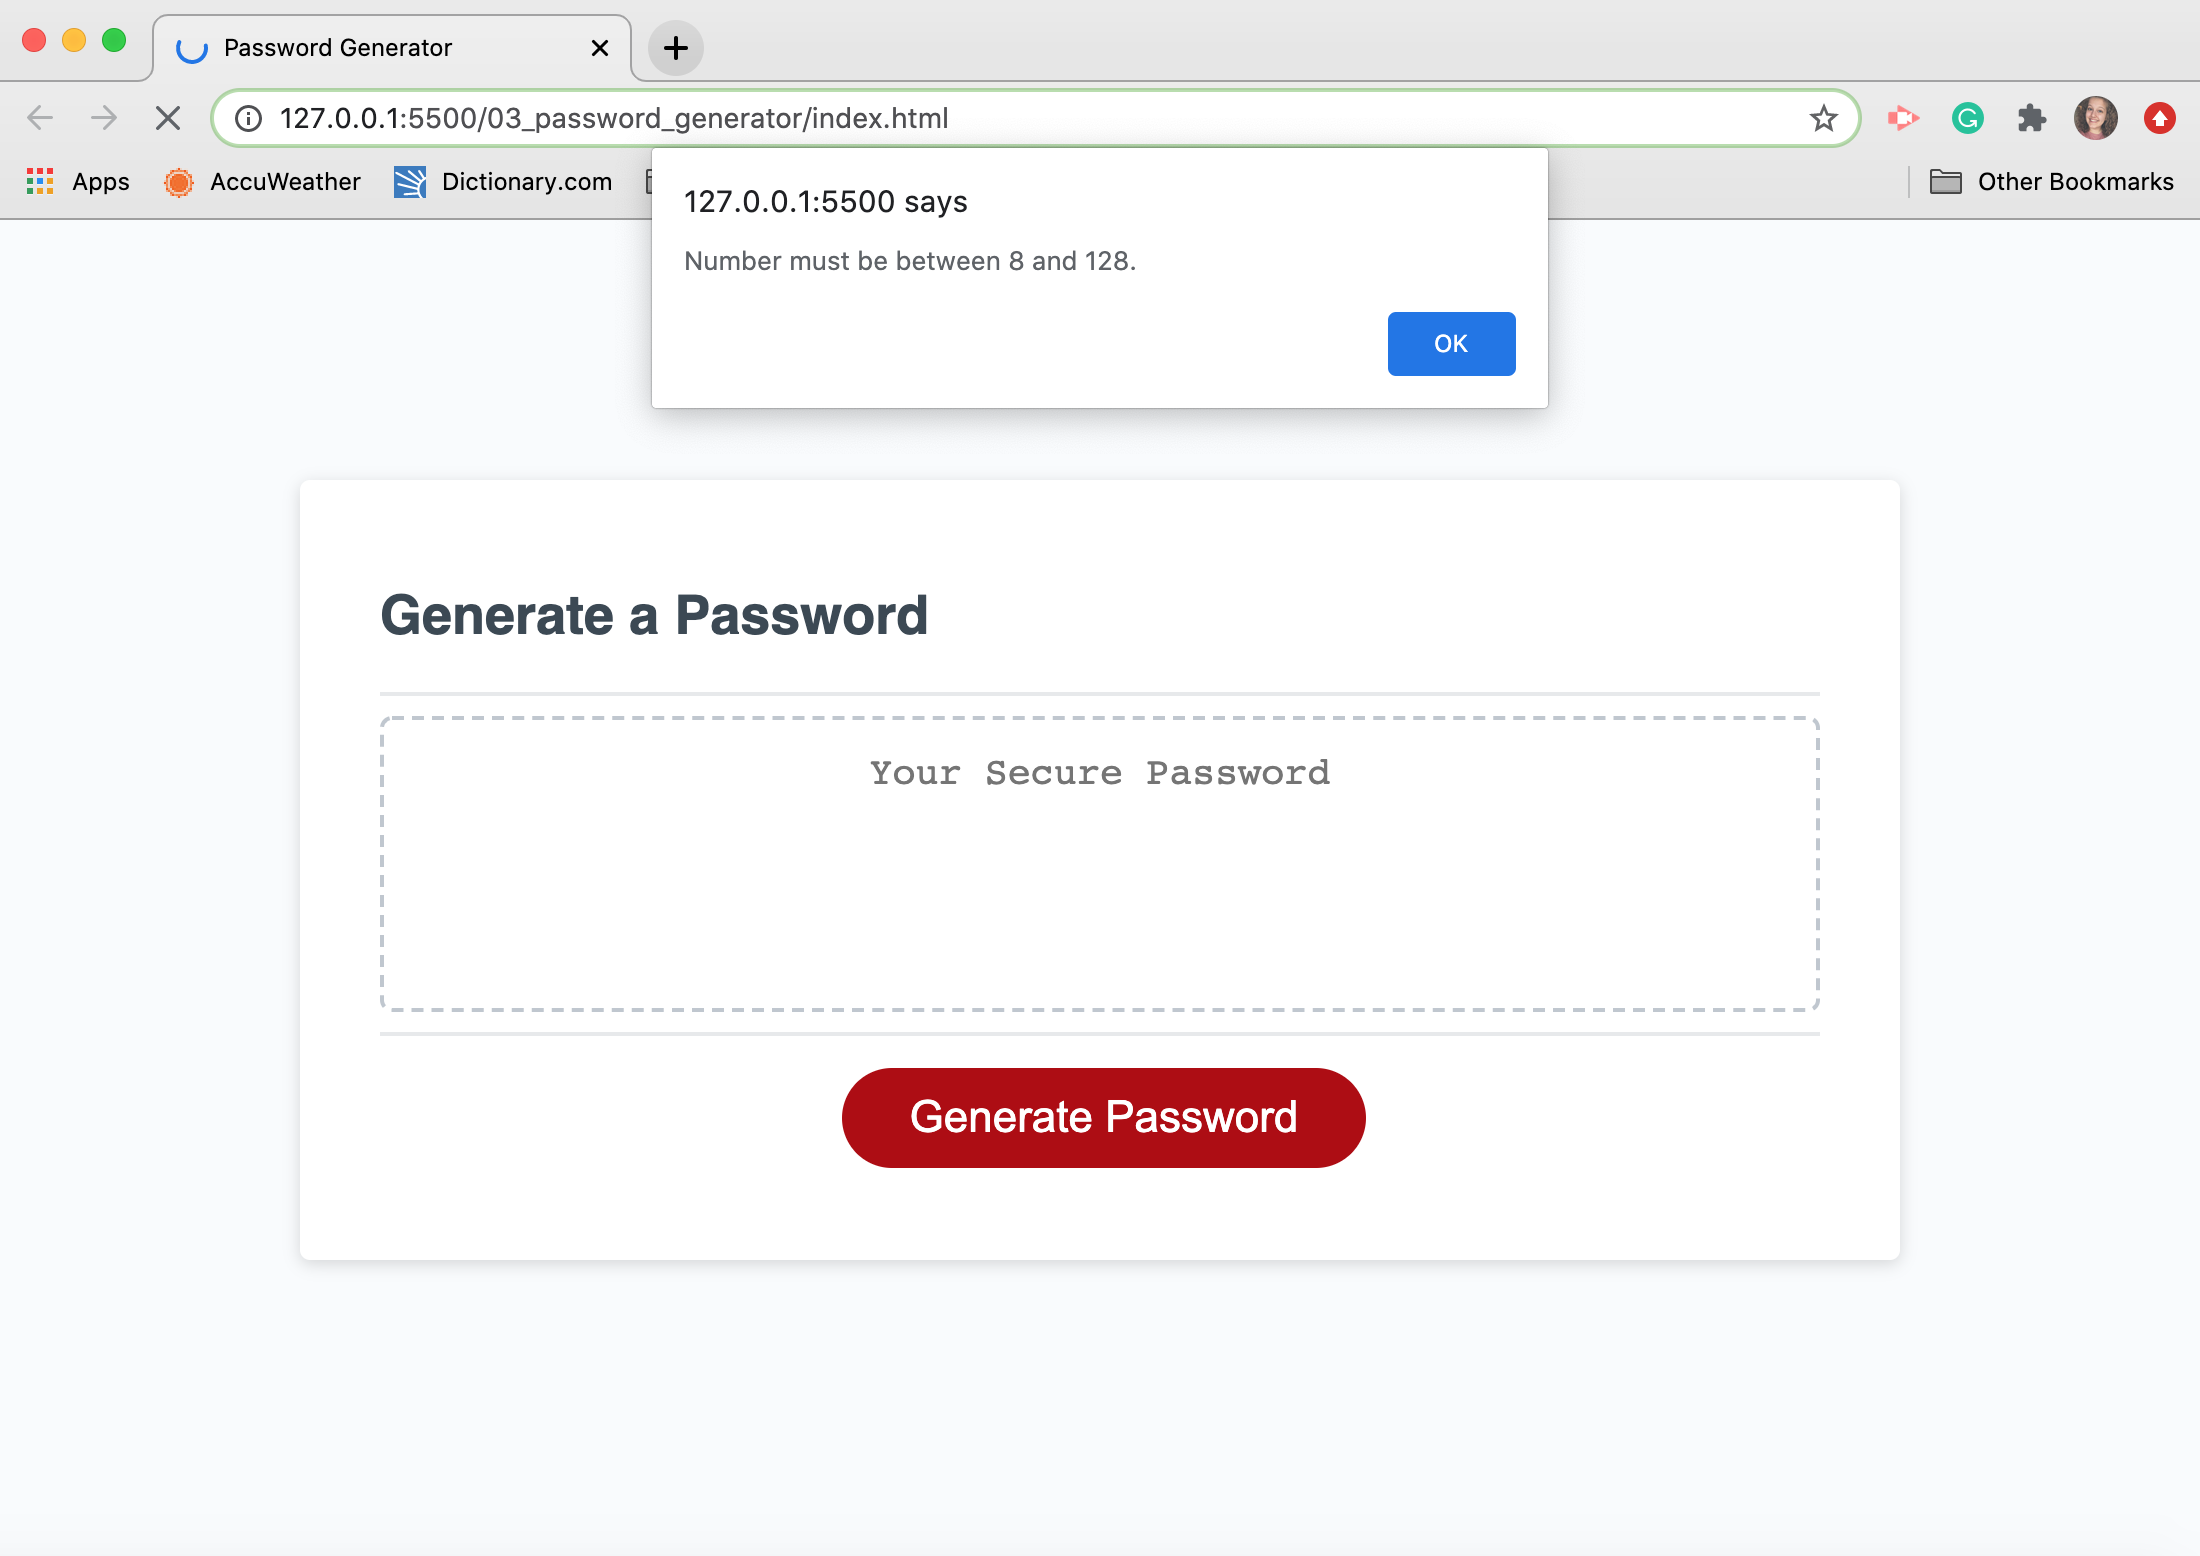 Password Generator
127.0.0.1:5500/03_password_generator/index.html
Apps
AccuWeather
Dictionary.com
Other Bookmarks
127.0.0.1:5500 says
Number must be between 8 and 128.
OK
Generate a Password
Your Secure Password
Generate Password